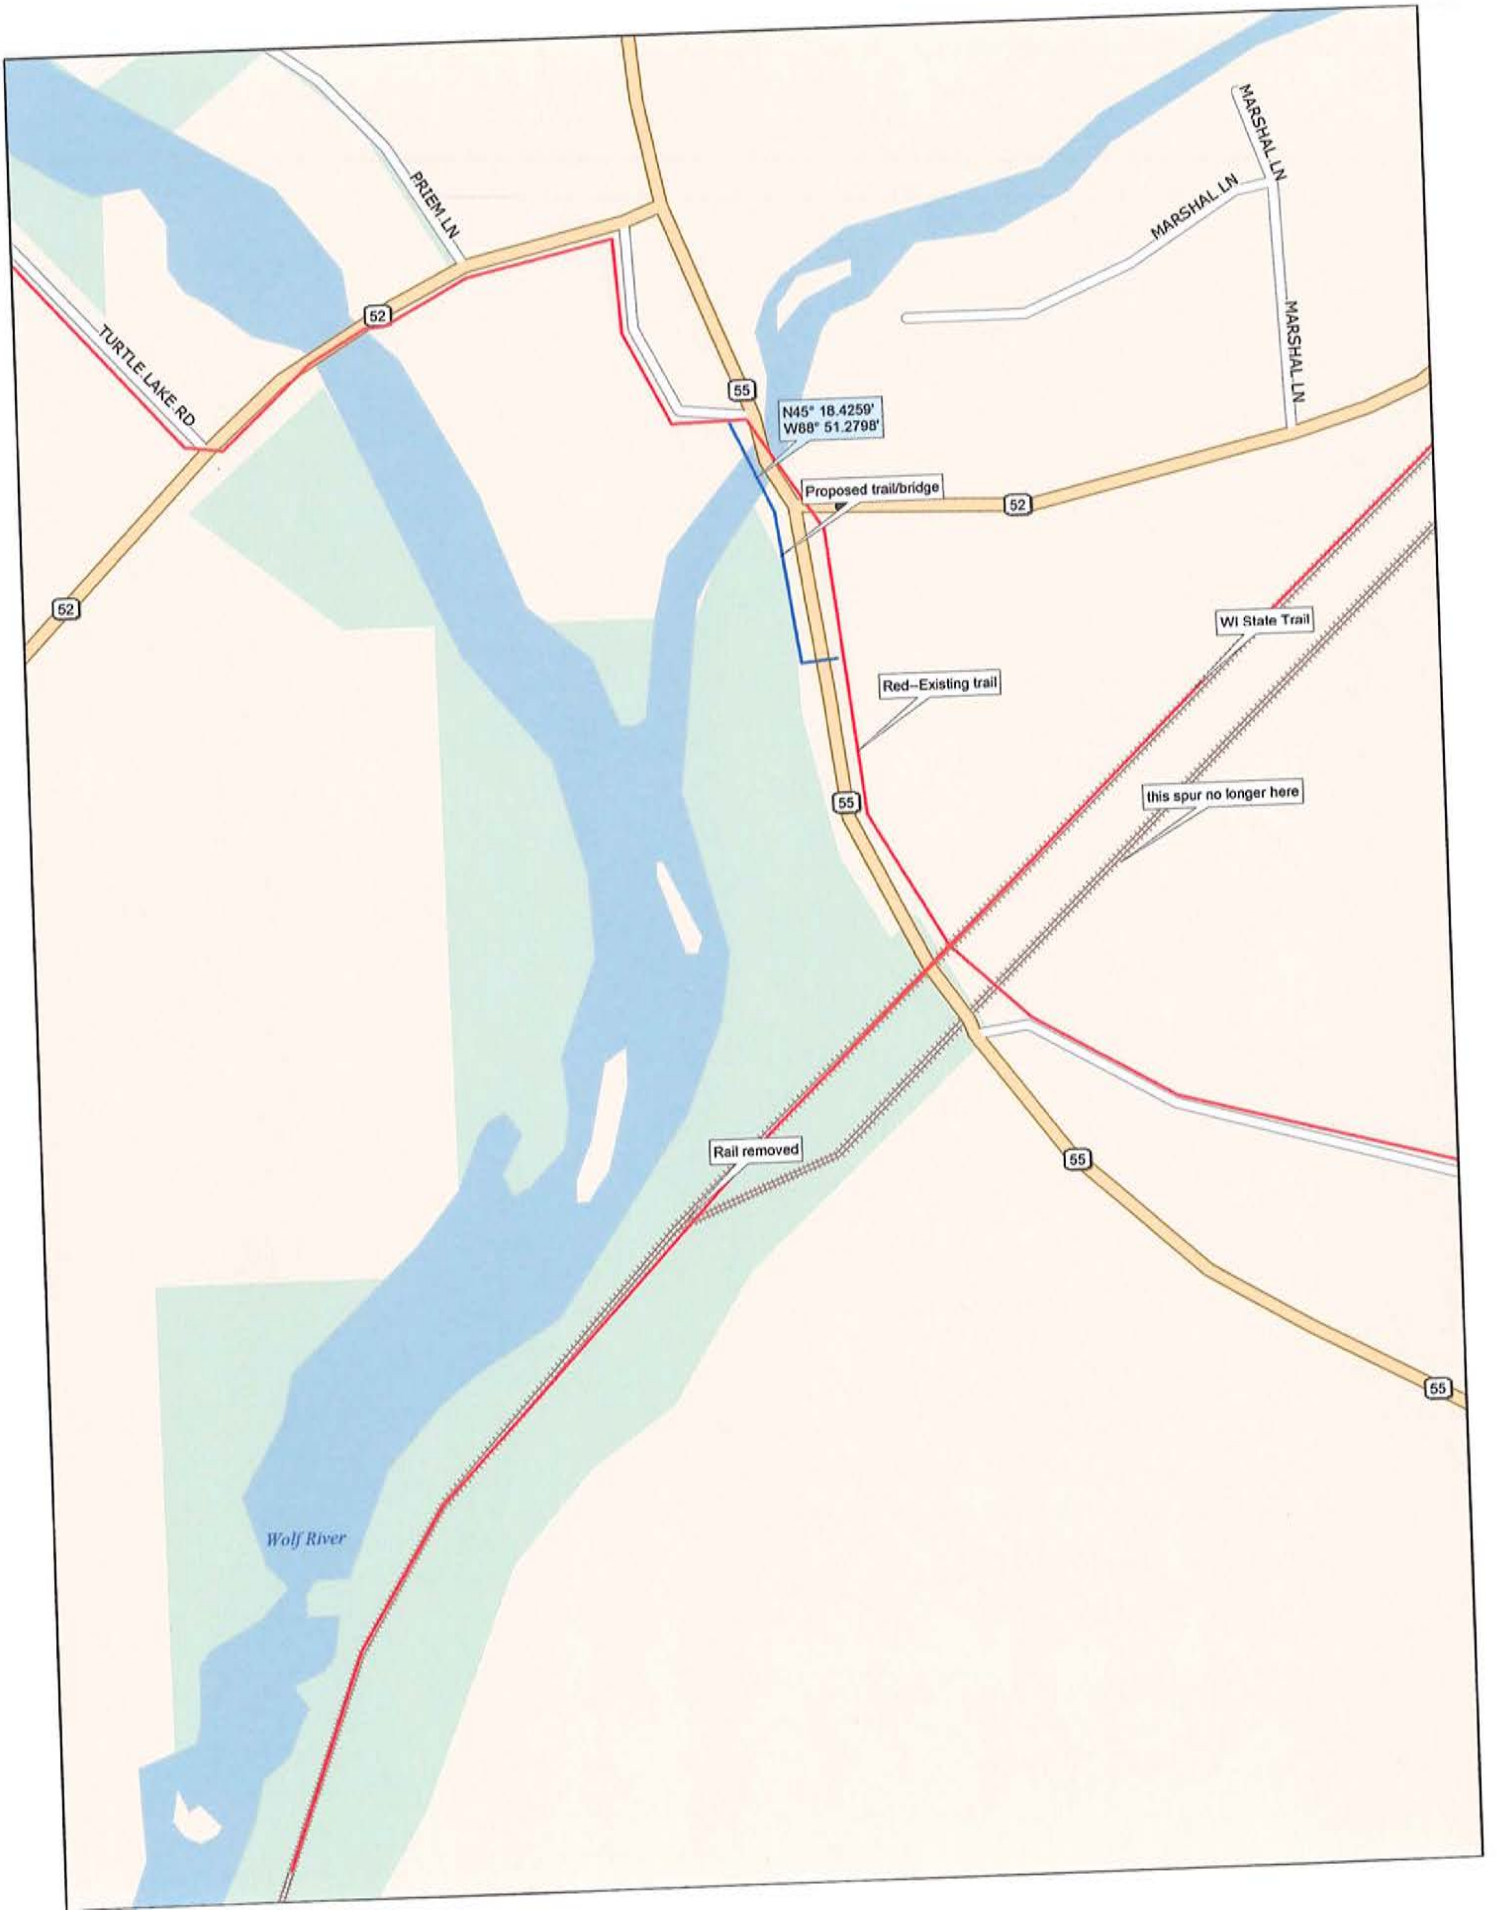 MARSHAL LN
PRIEM LN
MARSHAL LN
52
TURTLE LAKE RD
MARSHAL LN
55
N45° 18.4259'
W88° 51.2798'
Proposed trail/bridge
52
52
WI State Trail
Red--Existing trail
this spur no longer here
55
Rail removed
55
55
Wolf River